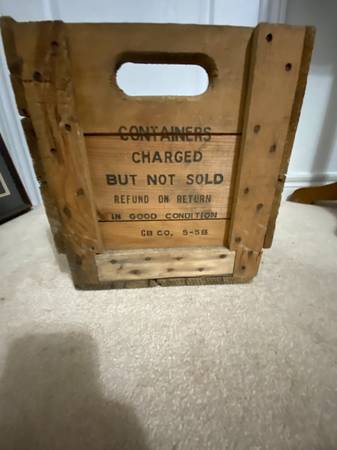 CONTAINERS
CHARGED
BUT NOT SOLD
REFUND ON RETURN
IN GOOD CONDITION
CB CO. 5-58